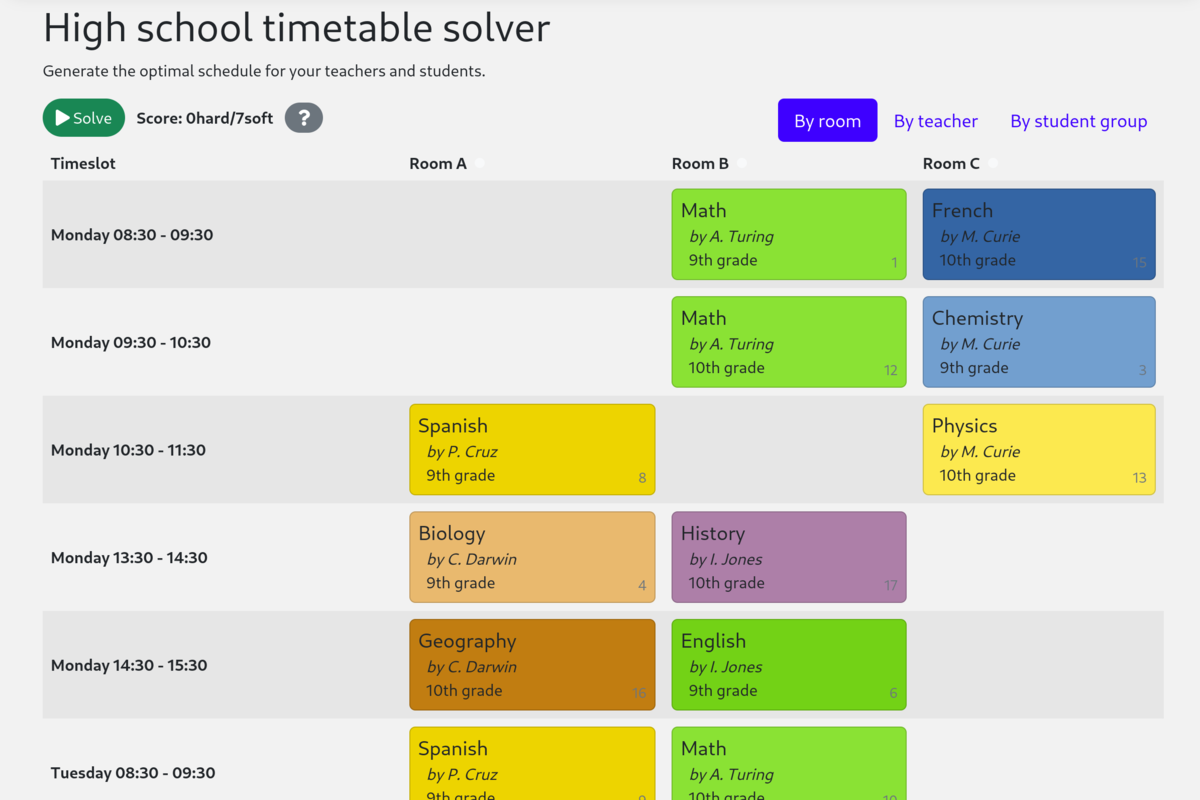 High school timetable solver
Generate the optimal schedule for your teachers and students.
Solve Score: 0hard/7soft ? By room By teacher By student group
Timeslot Room A Room B Room C
Monday 08:30 - 09:30
Math
by A. Turing
9th grade 1
French
by M. Curie
10th grade 15
Monday 09:30 - 10:30
Math
by A. Turing
10th grade 12
Chemistry
by M. Curie
9th grade 3
Monday 10:30 - 11:30
Spanish
by P. Cruz
9th grade 8
Physics
by M. Curie
10th grade 13
Monday 13:30 - 14:30
Biology
by C. Darwin
9th grade 4
History
by I. Jones
10th grade 17
Monday 14:30 - 15:30
Geography
by C. Darwin
10th grade 16
English
by I. Jones
9th grade 6
Tuesday 08:30 - 09:30
Spanish
by P. Cruz
9th grade
Math
by A. Turing
10th grade